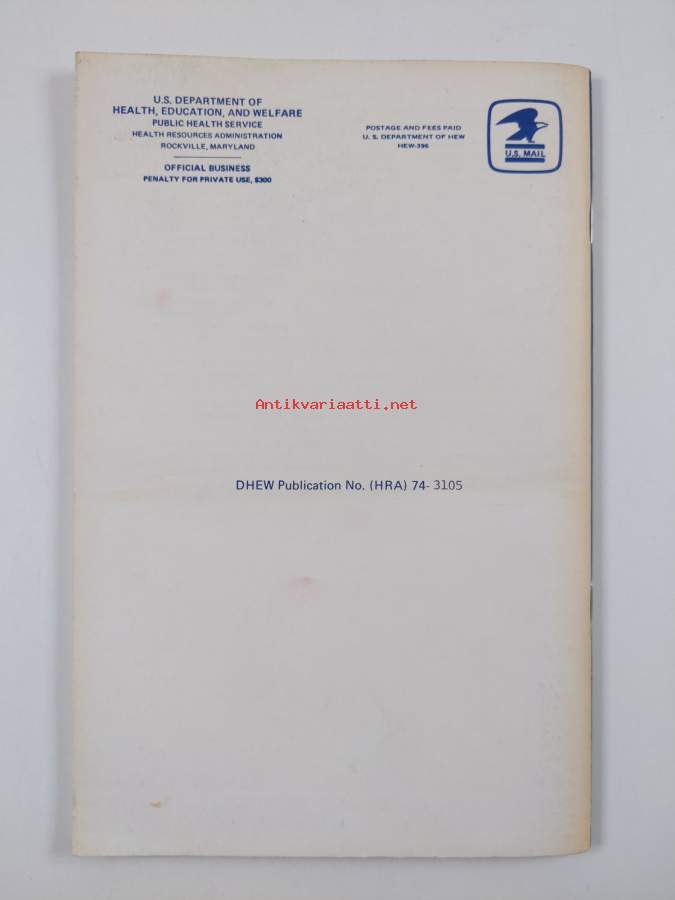 U.S. DEPARTMENT OF
HEALTH, EDUCATION, AND WELFARE
PUBLIC HEALTH SERVICE
HEALTH RESOURCES ADMINISTRATION
ROCKVILLE, MARYLAND
OFFICIAL BUSINESS
PENALTY FOR PRIVATE USE, $300
POSTAGE AND FEES PAID
U. S. DEPARTMENT OF HEW
HEW-396
U.S. MAIL
Antikvariaatti.net
DHEW Publication No. (HRA) 74- 3105